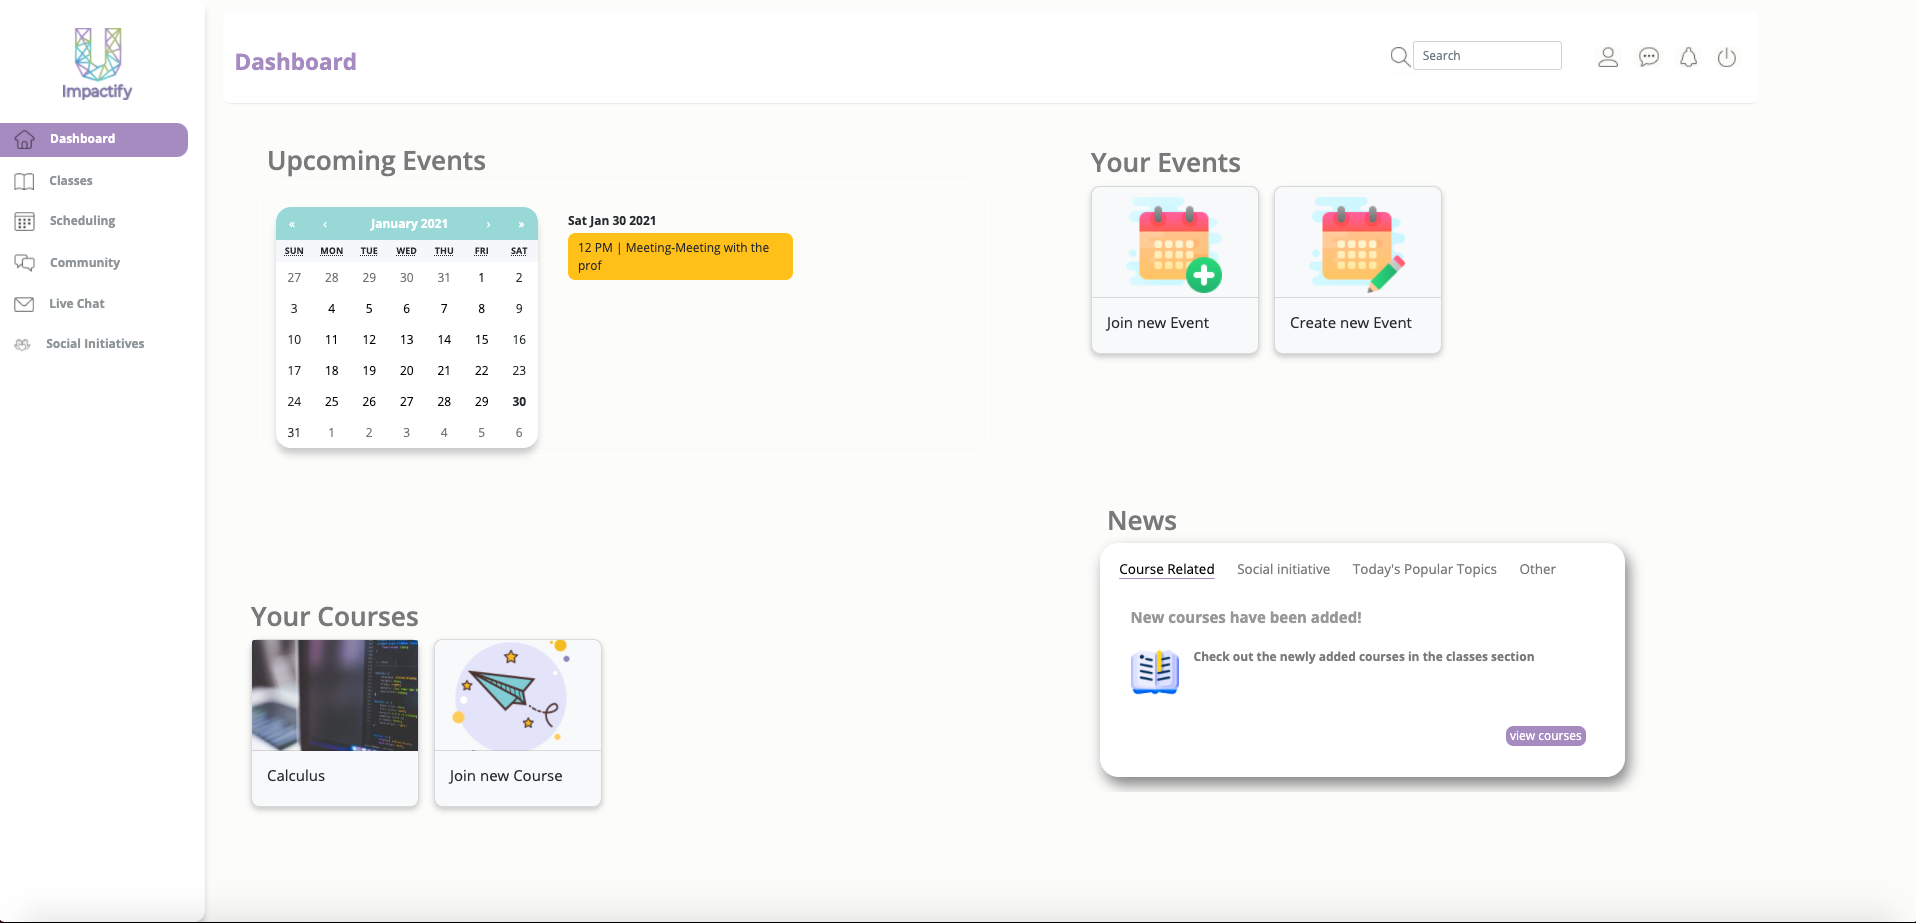 Impactify
Dashboard
Classes
Scheduling
Community
Live Chat
Social Initiatives
Dashboard
Search
Upcoming Events
« ‹ January 2021 › »
SUN MON TUE WED THU FRI SAT
27 28 29 30 31 1 2
3 4 5 6 7 8 9
10 11 12 13 14 15 16
17 18 19 20 21 22 23
24 25 26 27 28 29 30
31 1 2 3 4 5 6
Sat Jan 30 2021
12 PM | Meeting-Meeting with the
prof
Your Events
Join new Event
Create new Event
Your Courses
Calculus
Join new Course
News
Course Related Social initiative Today's Popular Topics Other
New courses have been added!
Check out the newly added courses in the classes section
view courses